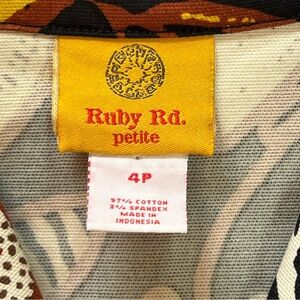 Ruby Rd.
petite
4P
97% COTTON
3% SPANDEX
MADE IN
INDONESIA